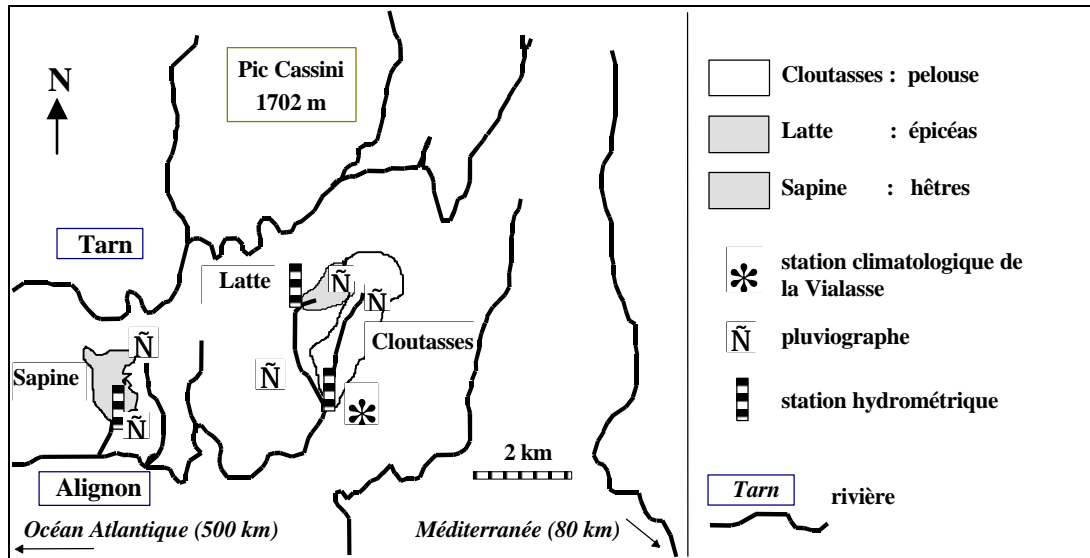 Pic Cassini
1702 m
N
Tarn
Latte
Ñ
Ñ
Cloutasses
Ñ
Sapine
Ñ
Ñ
*
2 km
Alignon
Océan Atlantique (500 km)
Méditerranée (80 km)
Cloutasses : pelouse
Latte : épicéas
Sapine : hêtres
* station climatologique de
la Vialasse
Ñ pluviographe
station hydrométrique
Tarn rivière